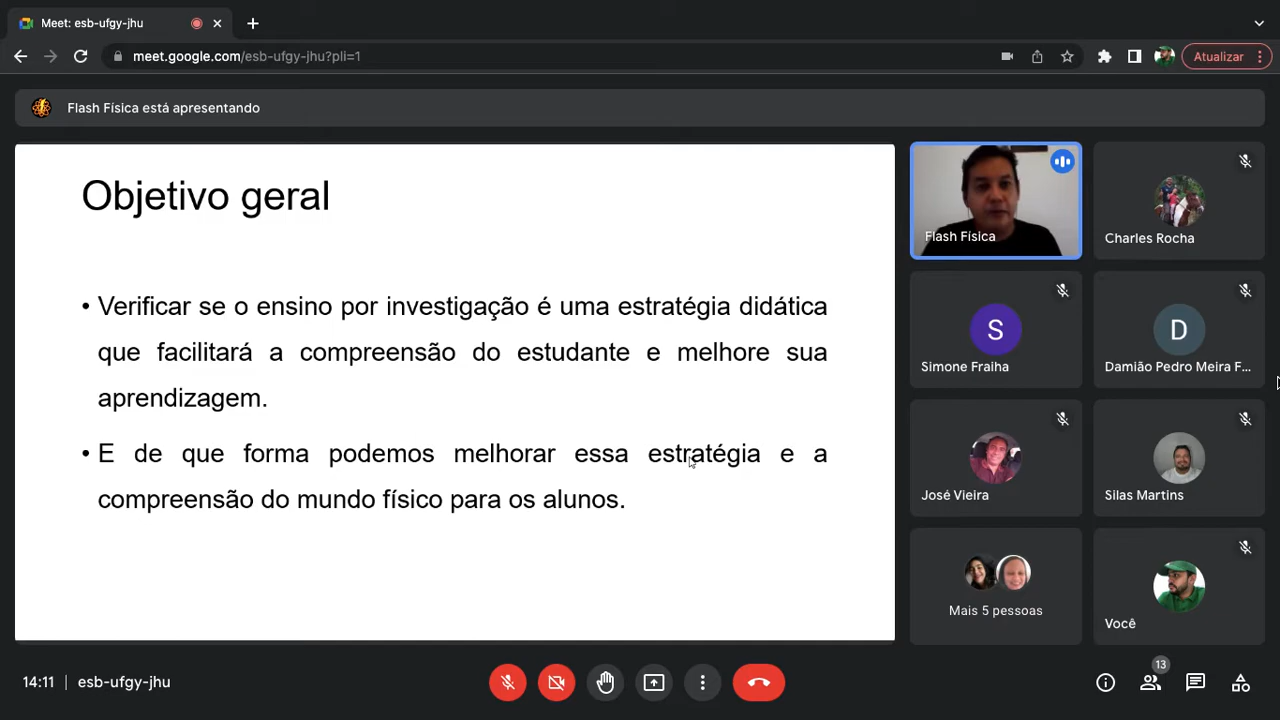 Meet: esb-ufgy-jhu
meet.google.com/esb-ufgy-jhu?pli=1
Atualizar
Flash Física está apresentando
Objetivo geral
• Verificar se o ensino por investigação é uma estratégia didática
que facilitará a compreensão do estudante e melhore sua
aprendizagem.
• E de que forma podemos melhorar essa estratégia e a
compreensão do mundo físico para os alunos.
Flash Física
Charles Rocha
S
Simone Fraiha
D
Damião Pedro Meira F...
José Vieira
Silas Martins
Mais 5 pessoas
Você
14:11 | esb-ufgy-jhu
13